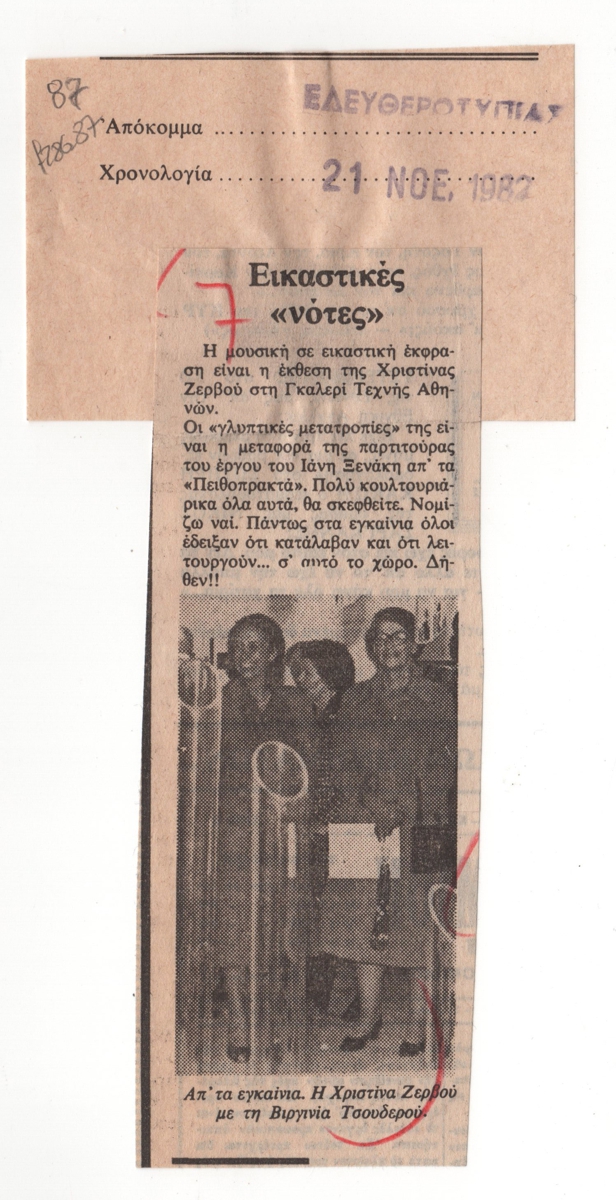 87
87
ΕΛΕΥΘΕΡΟΤΥΠΙΑΣ
Απόκομμα
Χρονολογία
21 ΝΟΕ. 1982
Εικαστικές
«νότες»
Η μουσική σε εικαστική έκφρα-
ση είναι η έκθεση της Χριστίνας
Ζερβού στη Γκαλερί Τεχνής Αθη-
νών.
Οι «γλυπτικές μετατροπίες» της εί-
ναι η μεταφορά της παρτιτούρας
του έργου του Ιάνη Ξενάκη απ' τα
«Πειθοπρακτά». Πολύ κουλτουριά-
ρικα όλα αυτά, θα σκεφθείτε. Νομί-
ζω ναί. Πάντως στα εγκαίνια όλοι
έδειξαν ότι κατάλαβαν και ότι λει-
τουργούν... σ' αυτό το χώρο. Δή-
θεν!!
Απ' τα εγκαίνια. Η Χριστίνα Ζερβού
με τη Βιργινία Τσουδερού.